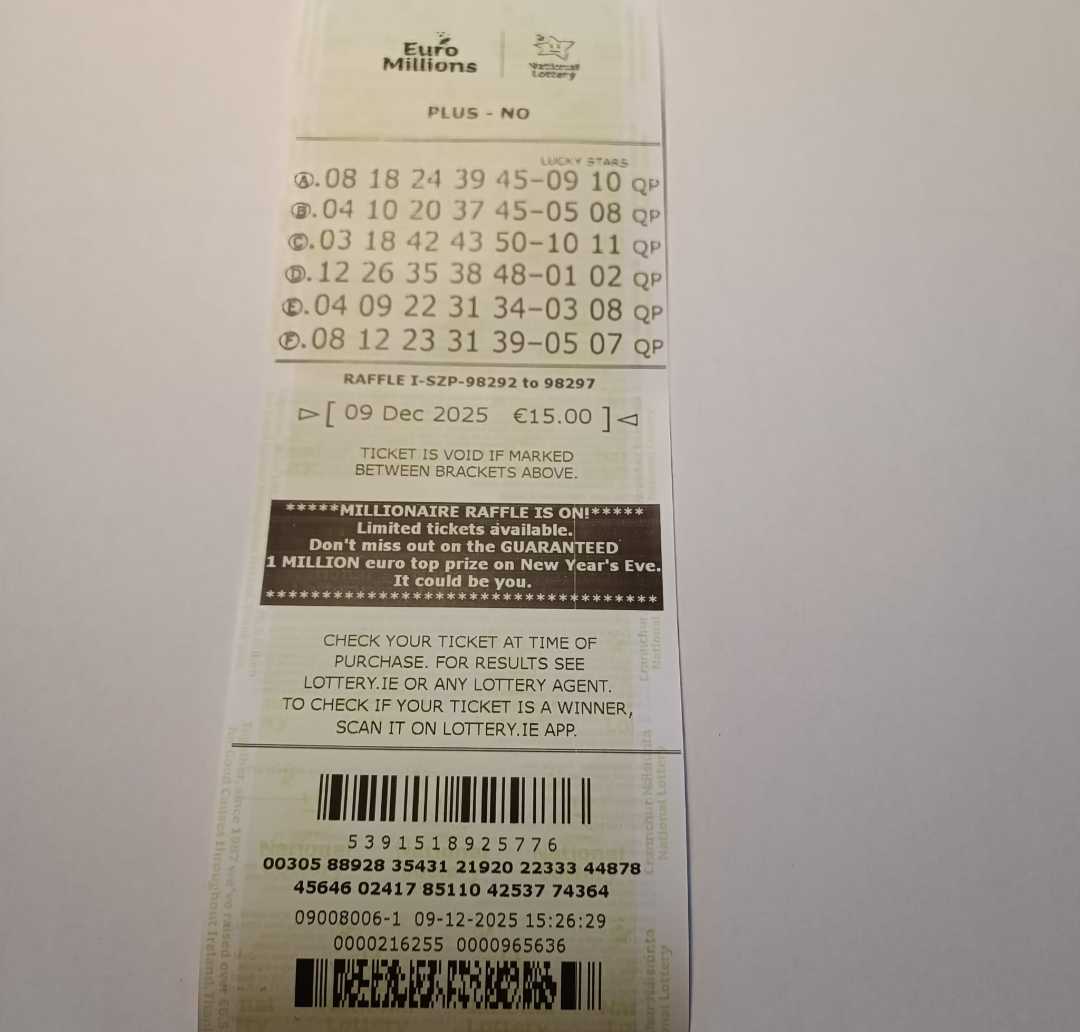 Euro
Millions
National
Lottery
PLUS - NO
LUCKY STARS
A.08 18 24 39 45-09 10 QP
B.04 10 20 37 45-05 08 QP
C.03 18 42 43 50-10 11 QP
D.12 26 35 38 48-01 02 QP
E.04 09 22 31 34-03 08 QP
F.08 12 23 31 39-05 07 QP
RAFFLE I-SZP-98292 to 98297
[ 09 Dec 2025 €15.00 ]
TICKET IS VOID IF MARKED
BETWEEN BRACKETS ABOVE.
*****MILLIONAIRE RAFFLE IS ON!*****
Limited tickets available.
Don't miss out on the GUARANTEED
1 MILLION euro top prize on New Year's Eve.
It could be you.
***********************************
CHECK YOUR TICKET AT TIME OF
PURCHASE. FOR RESULTS SEE
LOTTERY.IE OR ANY LOTTERY AGENT.
TO CHECK IF YOUR TICKET IS A WINNER,
SCAN IT ON LOTTERY.IE APP.
5391518925776
00305 88928 35431 21920 22333 44878
45646 02417 85110 42537 74364
09008006-1 09-12-2025 15:26:29
0000216255 0000965636